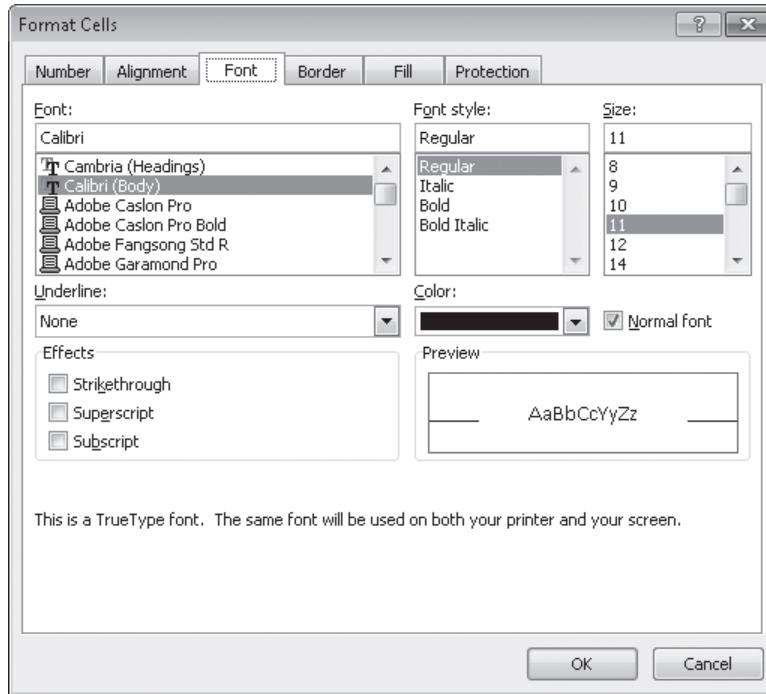 Format Cells
Number Alignment Font Border Fill Protection
Font: Font style: Size:
Calibri Regular 11
Cambria (Headings) Regular 8
Calibri (Body) Italic 9
Adobe Caslon Pro Bold 10
Adobe Caslon Pro Bold Bold Italic 11
Adobe Fangsong Std R 12
Adobe Garamond Pro 14
Underline: Color:
None Normal font
Effects Preview
Strikethrough
Superscript AaBbCcYyZz
Subscript
This is a TrueType font. The same font will be used on both your printer and your screen.
OK Cancel